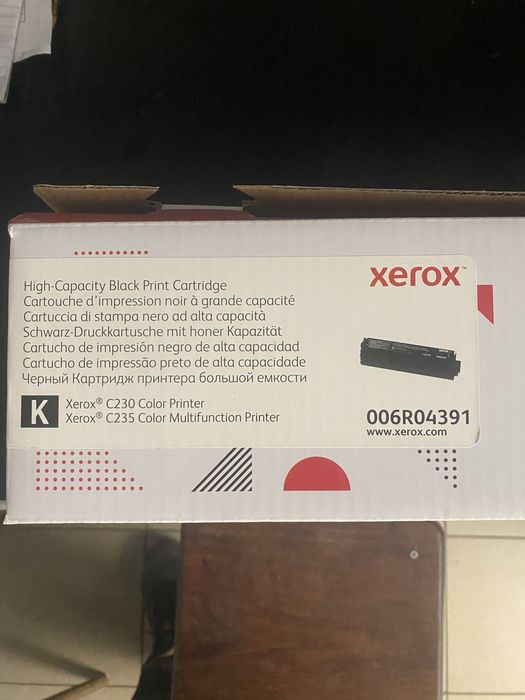 xerox™
High-Capacity Black Print Cartridge
Cartouche d'impression noir à grande capacité
Cartuccia di stampa nero ad alta capacità
Schwarz-Druckkartusche mit honer Kapazität
Cartucho de impresión negro de alta capacidad
Cartucho de impressão preto de alta capacidade
Черный Картридж принтера большой емкости
K
Xerox® C230 Color Printer
Xerox® C235 Color Multifunction Printer
006R04391
www.xerox.com